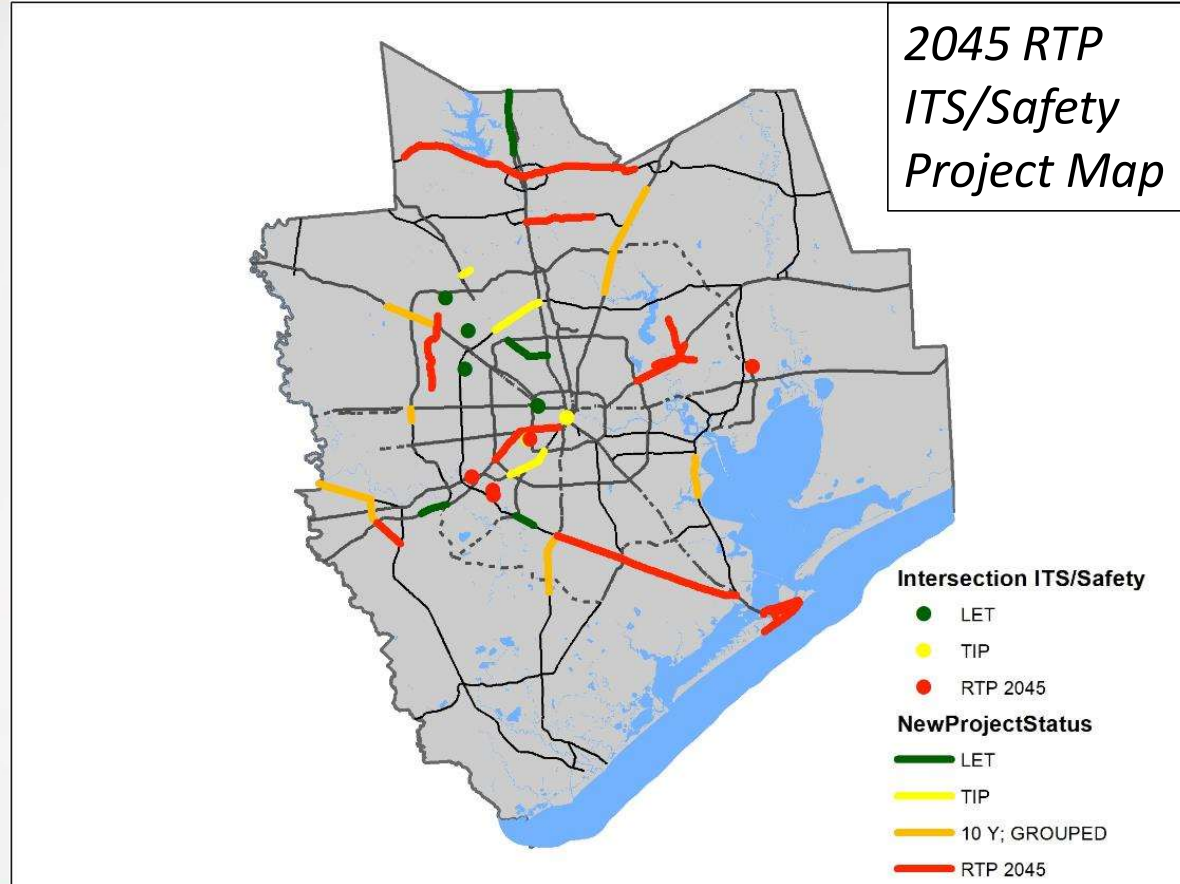 2045 RTP
ITS/Safety
Project Map
Intersection ITS/Safety
LET
TIP
RTP 2045
NewProjectStatus
LET
TIP
10 Y; GROUPED
RTP 2045